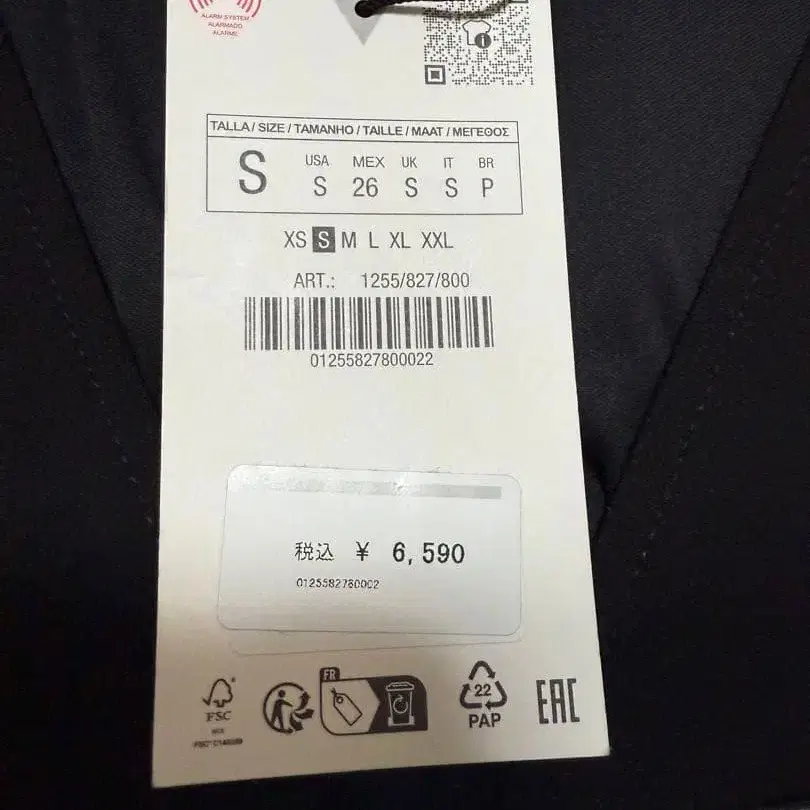 ALARM SYSTEM
ALARMADO
ALARME
TALLA / SIZE / TAMANHO / TAILLE / MAAT / ΜΕΓΕΘΟΣ
S
USA MEX UK IT BR
S 26 S S P
XS S M L XL XXL
ART.: 1255/827/800
01255827800022
税込 ¥ 6,590
FR
FSC
22
PAP
EAC